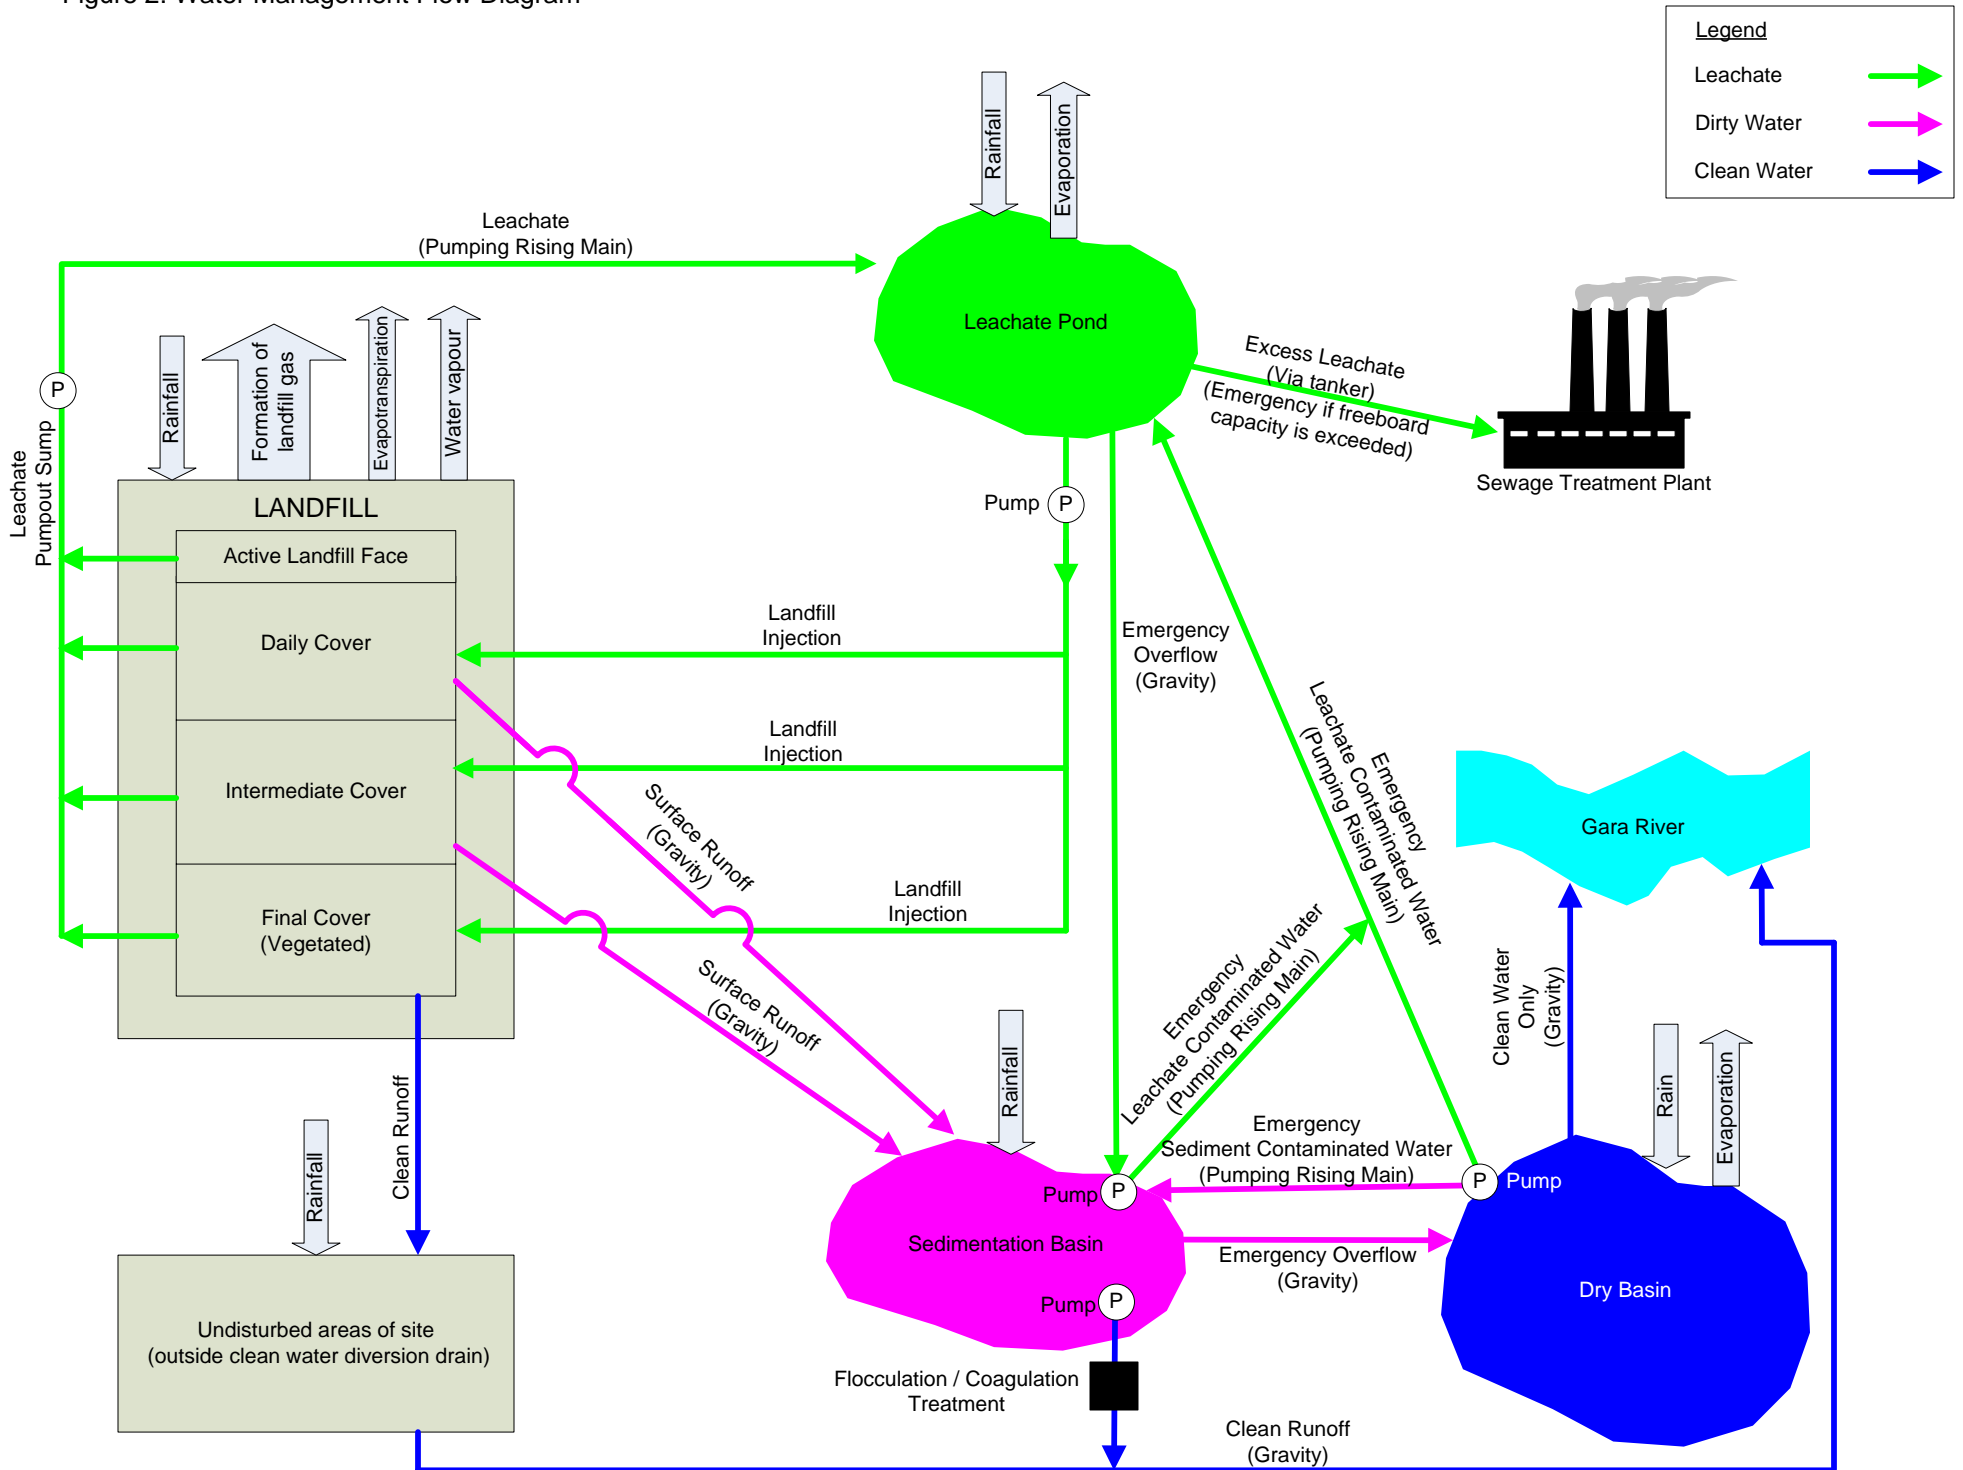 Figure 2: Water Management Flow Diagram
Legend
Leachate
Dirty Water
Clean Water
Rainfall
Evaporation
Leachate
(Pumping Rising Main)
Leachate Pond
Excess Leachate
(Via tanker)
(Emergency if freeboard
capacity is exceeded)
Sewage Treatment Plant
P
Leachate
Pumpout Sump
Rainfall
Formation of
landfill gas
Evapotranspiration
Water vapour
LANDFILL
Active Landfill Face
Daily Cover
Intermediate Cover
Final Cover
(Vegetated)
Pump
P
Landfill
Injection
Landfill
Injection
Landfill
Injection
Emergency
Overflow
(Gravity)
Surface Runoff
(Gravity)
Surface Runoff
(Gravity)
Emergency
Leachate Contaminated Water
(Pumping Rising Main)
Emergency
Leachate Contaminated Water
(Pumping Rising Main)
Gara River
Clean Water
Only
(Gravity)
Rain
Evaporation
Rainfall
Emergency
Sediment Contaminated Water
(Pumping Rising Main)
Pump
P
P
Pump
Sedimentation Basin
Emergency Overflow
(Gravity)
Dry Basin
Pump
P
Clean Runoff
Rainfall
Undisturbed areas of site
(outside clean water diversion drain)
Flocculation / Coagulation
Treatment
Clean Runoff
(Gravity)